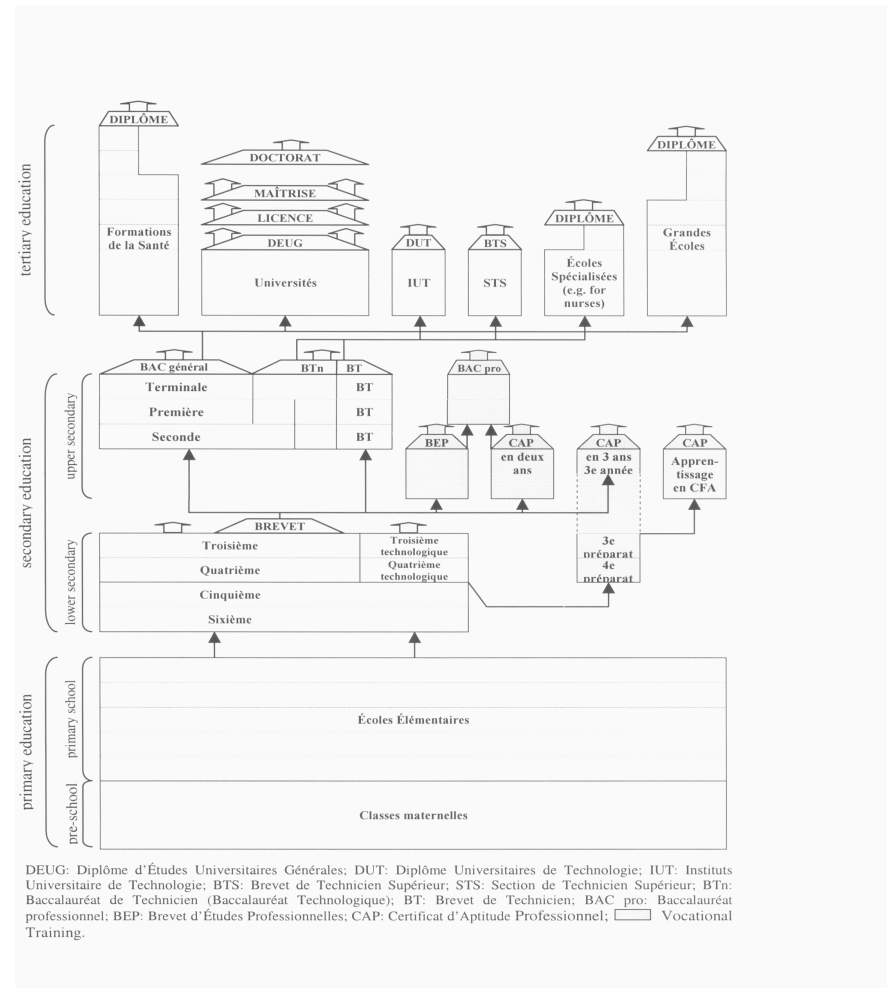 DIPLÔME
DOCTORAT
DIPLÔME
MAÎTRISE
LICENCE
DIPLÔME
DEUG
DUT
BTS
Formations
de la Santé
Grandes
Écoles
Universités
IUT
STS
Écoles
Spécialisées
(e.g. for
nurses)
tertiary education
BAC général
BTn
BT
BAC pro
Terminale
BT
Première
BT
Seconde
BT
BEP
CAP
en deux
ans
CAP
en 3 ans
3e année
CAP
Appren-
tissage
en CFA
upper secondary
secondary education
BREVET
Troisième
Troisième
technologique
Quatrième
Quatrième
technologique
3e
préparat
4e
préparat
Cinquième
Sixième
lower secondary
Écoles Élémentaires
primary school
primary education
Classes maternelles
pre-school
DEUG: Diplôme d’Études Universitaires Générales; DUT: Diplôme Universitaires de Technologie; IUT: Instituts
Universitaire de Technologie; BTS: Brevet de Technicien Supérieur; STS: Section de Technicien Supérieur; BTn:
Baccalauréat de Technicien (Baccalauréat Technologique); BT: Brevet de Technicien; BAC pro: Baccalauréat
professionnel; BEP: Brevet d’Études Professionnelles; CAP: Certificat d’Aptitude Professionnel; Vocational
Training.